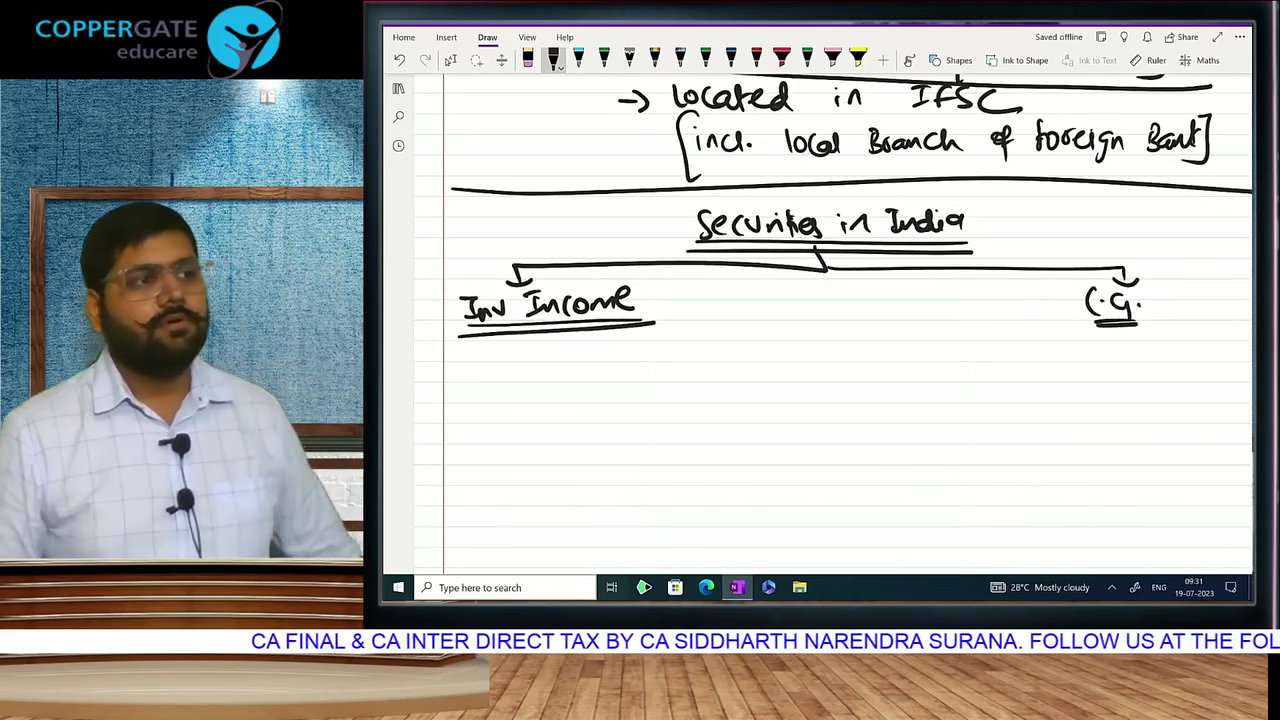 COPPERGATE
educare
Home Insert Draw View Help
Saved offline
Share
Shapes Ink to Shape Ink to Text Ruler Maths
→ located in IFSC
[incl. local Branch of foreign Bank]
Securities in India
Inv Income
C.G.
Type here to search
28°C Mostly cloudy
ENG
09:31
19-07-2023
CA FINAL & CA INTER DIRECT TAX BY CA SIDDHARTH NARENDRA SURANA. FOLLOW US AT THE FOL